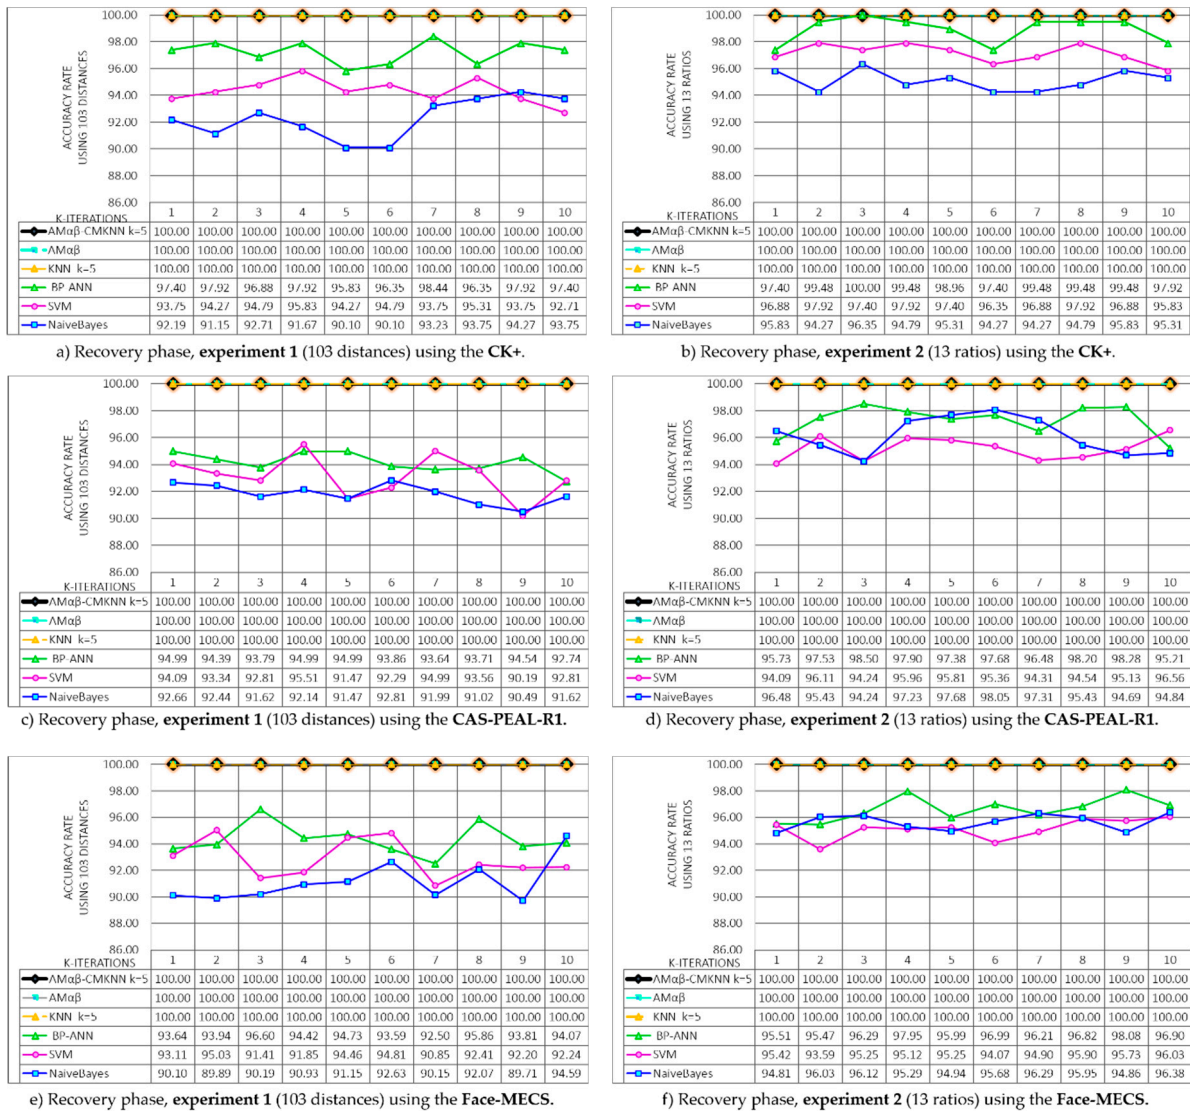 ACCURACY RATE
USING 103 DISTANCES
100.00
98.00
96.00
94.00
92.00
90.00
88.00
86.00
K-ITERATIONS 1 2 3 4 5 6 7 8 9 10
AMαβ-CMKNN k=5 100.00 100.00 100.00 100.00 100.00 100.00 100.00 100.00 100.00 100.00
AMαβ 100.00 100.00 100.00 100.00 100.00 100.00 100.00 100.00 100.00 100.00
KNN k=5 100.00 100.00 100.00 100.00 100.00 100.00 100.00 100.00 100.00 100.00
BP-ANN 97.40 97.92 96.88 97.92 95.83 96.35 98.44 96.35 97.92 97.40
SVM 93.75 94.27 94.79 95.83 94.27 94.79 93.75 95.31 93.75 92.71
NaiveBayes 92.19 91.15 92.71 91.67 90.10 90.10 93.23 93.75 94.27 93.75
a) Recovery phase, experiment 1 (103 distances) using the CK+.
ACCURACY RATE
USING 13 RATIOS
100.00
98.00
96.00
94.00
92.00
90.00
88.00
86.00
K-ITERATIONS 1 2 3 4 5 6 7 8 9 10
AMαβ-CMKNN k=5 100.00 100.00 100.00 100.00 100.00 100.00 100.00 100.00 100.00 100.00
AMαβ 100.00 100.00 100.00 100.00 100.00 100.00 100.00 100.00 100.00 100.00
KNN k=5 100.00 100.00 100.00 100.00 100.00 100.00 100.00 100.00 100.00 100.00
BP-ANN 97.40 99.48 100.00 99.48 98.96 97.40 99.48 99.48 99.48 97.92
SVM 96.88 97.92 97.40 97.92 97.40 96.35 96.88 97.92 96.88 95.83
NaiveBayes 95.83 94.27 96.35 94.79 95.31 94.27 94.27 94.79 95.83 95.31
b) Recovery phase, experiment 2 (13 ratios) using the CK+.
ACCURACY RATE
USING 103 DISTANCES
100.00
98.00
96.00
94.00
92.00
90.00
88.00
86.00
K-ITERATIONS 1 2 3 4 5 6 7 8 9 10
AMαβ-CMKNN k=5 100.00 100.00 100.00 100.00 100.00 100.00 100.00 100.00 100.00 100.00
AMαβ 100.00 100.00 100.00 100.00 100.00 100.00 100.00 100.00 100.00 100.00
KNN k=5 100.00 100.00 100.00 100.00 100.00 100.00 100.00 100.00 100.00 100.00
BP-ANN 94.99 94.39 93.79 94.99 94.99 93.86 93.64 93.71 94.54 92.74
SVM 94.09 93.34 92.81 95.51 91.47 92.29 94.99 93.56 90.19 92.81
NaiveBayes 92.66 92.44 91.62 92.14 91.47 92.81 91.99 91.02 90.49 91.62
c) Recovery phase, experiment 1 (103 distances) using the CAS-PEAL-R1.
ACCURACY RATE
USING 13 RATIOS
100.00
98.00
96.00
94.00
92.00
90.00
88.00
86.00
K-ITERATIONS 1 2 3 4 5 6 7 8 9 10
AMαβ-CMKNN k=5 100.00 100.00 100.00 100.00 100.00 100.00 100.00 100.00 100.00 100.00
AMαβ 100.00 100.00 100.00 100.00 100.00 100.00 100.00 100.00 100.00 100.00
KNN k=5 100.00 100.00 100.00 100.00 100.00 100.00 100.00 100.00 100.00 100.00
BP-ANN 95.73 97.53 98.50 97.90 97.38 97.68 96.48 98.20 98.28 95.21
SVM 94.09 96.11 94.24 95.96 95.81 95.36 94.31 94.54 95.13 96.56
NaiveBayes 96.48 95.43 94.24 97.23 97.68 98.05 97.31 95.43 94.69 94.84
d) Recovery phase, experiment 2 (13 ratios) using the CAS-PEAL-R1.
ACCURACY RATE
USING 103 DISTANCES
100.00
98.00
96.00
94.00
92.00
90.00
88.00
86.00
K-ITERATIONS 1 2 3 4 5 6 7 8 9 10
AMαβ-CMKNN k=5 100.00 100.00 100.00 100.00 100.00 100.00 100.00 100.00 100.00 100.00
AMαβ 100.00 100.00 100.00 100.00 100.00 100.00 100.00 100.00 100.00 100.00
KNN k=5 100.00 100.00 100.00 100.00 100.00 100.00 100.00 100.00 100.00 100.00
BP-ANN 93.64 93.94 96.60 94.42 94.73 93.59 92.50 95.86 93.81 94.07
SVM 93.11 95.03 91.41 91.85 94.46 94.81 90.85 92.41 92.20 92.24
NaiveBayes 90.10 89.89 90.19 90.93 91.15 92.63 90.15 92.07 89.71 94.59
e) Recovery phase, experiment 1 (103 distances) using the Face-MECS.
ACCURACY RATE
USING 13 RATIOS
100.00
98.00
96.00
94.00
92.00
90.00
88.00
86.00
K-ITERATIONS 1 2 3 4 5 6 7 8 9 10
AMαβ-CMKNN k=5 100.00 100.00 100.00 100.00 100.00 100.00 100.00 100.00 100.00 100.00
AMαβ 100.00 100.00 100.00 100.00 100.00 100.00 100.00 100.00 100.00 100.00
KNN k=5 100.00 100.00 100.00 100.00 100.00 100.00 100.00 100.00 100.00 100.00
BP-ANN 95.51 95.47 96.29 97.95 95.99 96.99 96.21 96.82 98.08 96.90
SVM 95.42 93.59 95.25 95.12 95.25 94.07 94.90 95.90 95.73 96.03
NaiveBayes 94.81 96.03 96.12 95.29 94.94 95.68 96.29 95.95 94.86 96.38
f) Recovery phase, experiment 2 (13 ratios) using the Face-MECS.